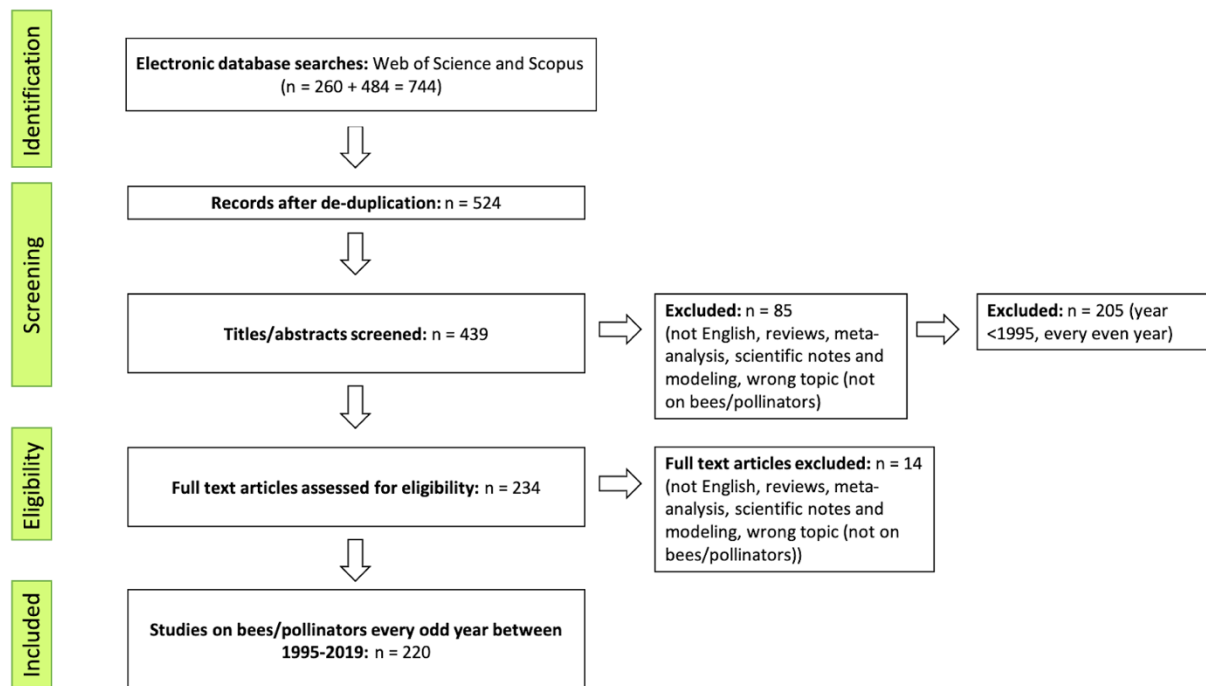 Identification
Electronic database searches: Web of Science and Scopus
(n = 260 + 484 = 744)
Screening
Records after de-duplication: n = 524
Titles/abstracts screened: n = 439
Excluded: n = 85
(not English, reviews, meta-
analysis, scientific notes and
modeling, wrong topic (not
on bees/pollinators)
Excluded: n = 205 (year
<1995, every even year)
Eligibility
Full text articles assessed for eligibility: n = 234
Full text articles excluded: n = 14
(not English, reviews, meta-
analysis, scientific notes and
modeling, wrong topic (not on
bees/pollinators))
Included
Studies on bees/pollinators every odd year between
1995-2019: n = 220